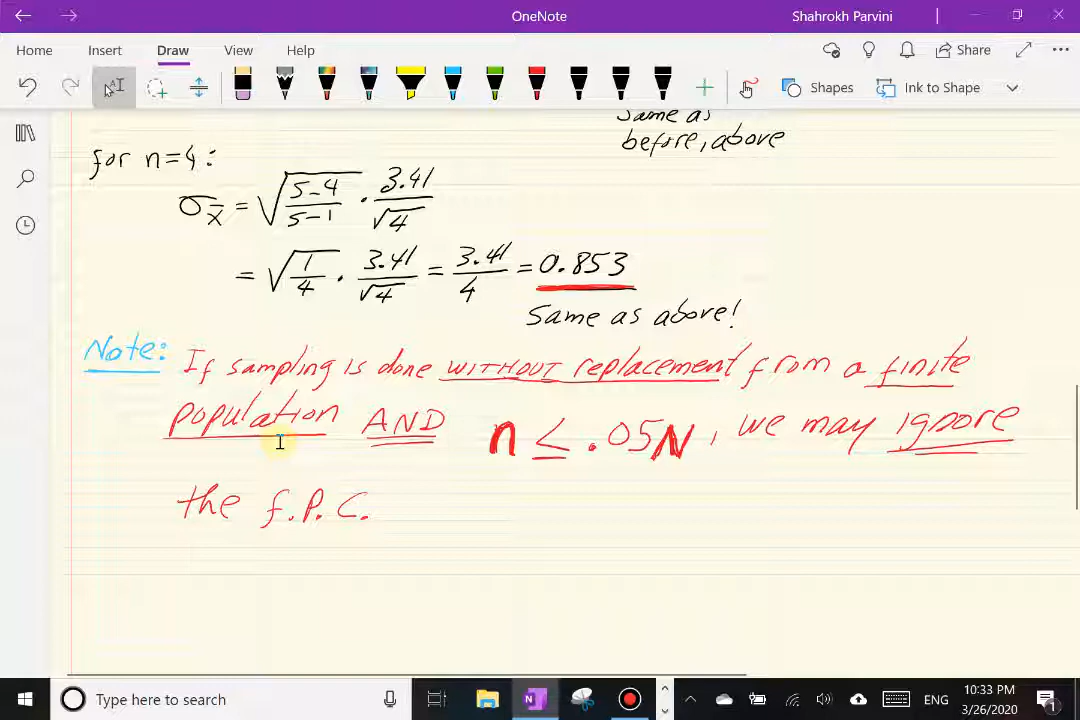 OneNote
Shahrokh Parvini
Home Insert Draw View Help
Share
Shapes
Ink to Shape
Same as
before, above
for n=4:
σx̄ = √(5-4/5-1) · 3.41/√4
= √(1/4) · 3.41/√4 = 3.41/4 = 0.853
Same as above!
Note: If sampling is done WITHOUT replacement from a finite
population AND n ≤ .05N, we may ignore
the f.P.C.
Type here to search
ENG
10:33 PM
3/26/2020
1